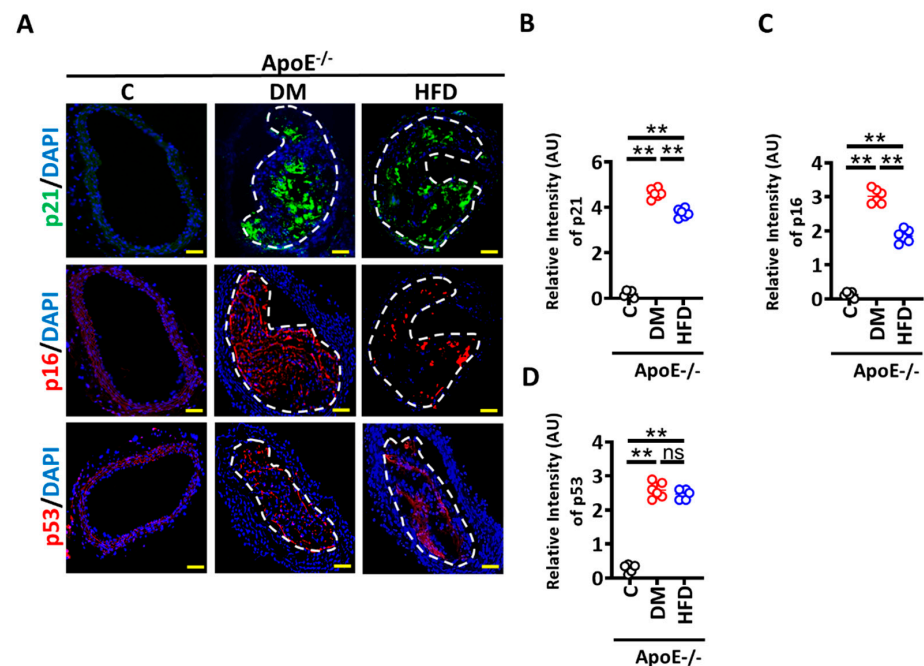 A
ApoE-/-
C DM HFD
p21/DAPI
p16/DAPI
p53/DAPI
B
Relative Intensity (AU)
of p21
6
4
2
0
**
** **
C DM HFD
ApoE-/-
C
Relative Intensity (AU)
of p16
4
3
2
1
0
**
** **
C DM HFD
ApoE-/-
D
Relative Intensity (AU)
of p53
4
3
2
1
0
**
** ns
C DM HFD
ApoE-/-